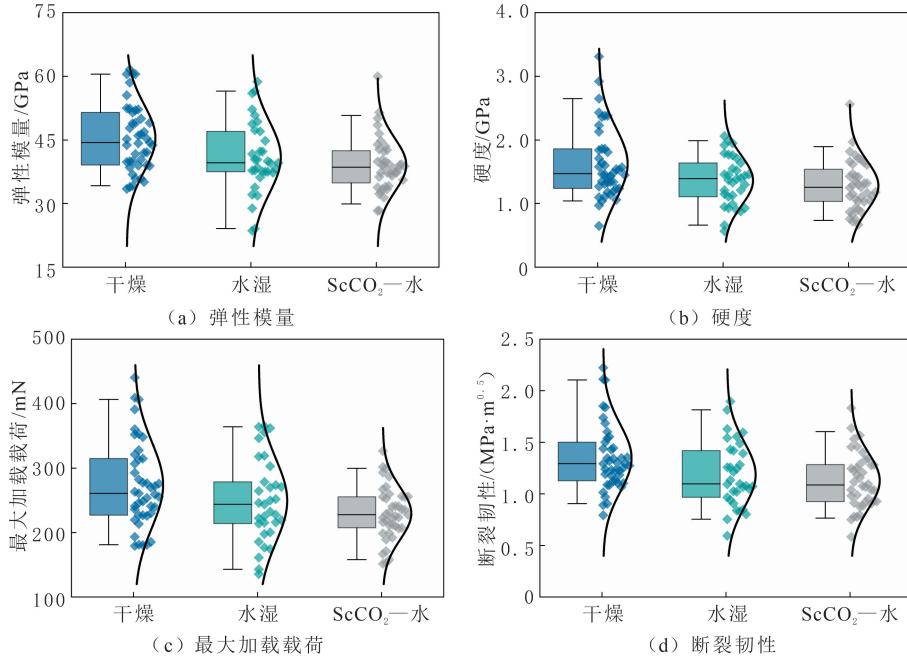 75
60
45
30
15
弹性模量/GPa
干燥 水湿 ScCO₂—水
(a) 弹性模量
4.0
3.0
2.0
1.0
0
硬度/GPa
干燥 水湿 ScCO₂—水
(b) 硬度
500
400
300
200
100
最大加载载荷/mN
干燥 水湿 ScCO₂—水
(c) 最大加载载荷
2.5
2.0
1.5
1.0
0.5
0
断裂韧性/(MPa·m⁰·⁵)
干燥 水湿 ScCO₂—水
(d) 断裂韧性